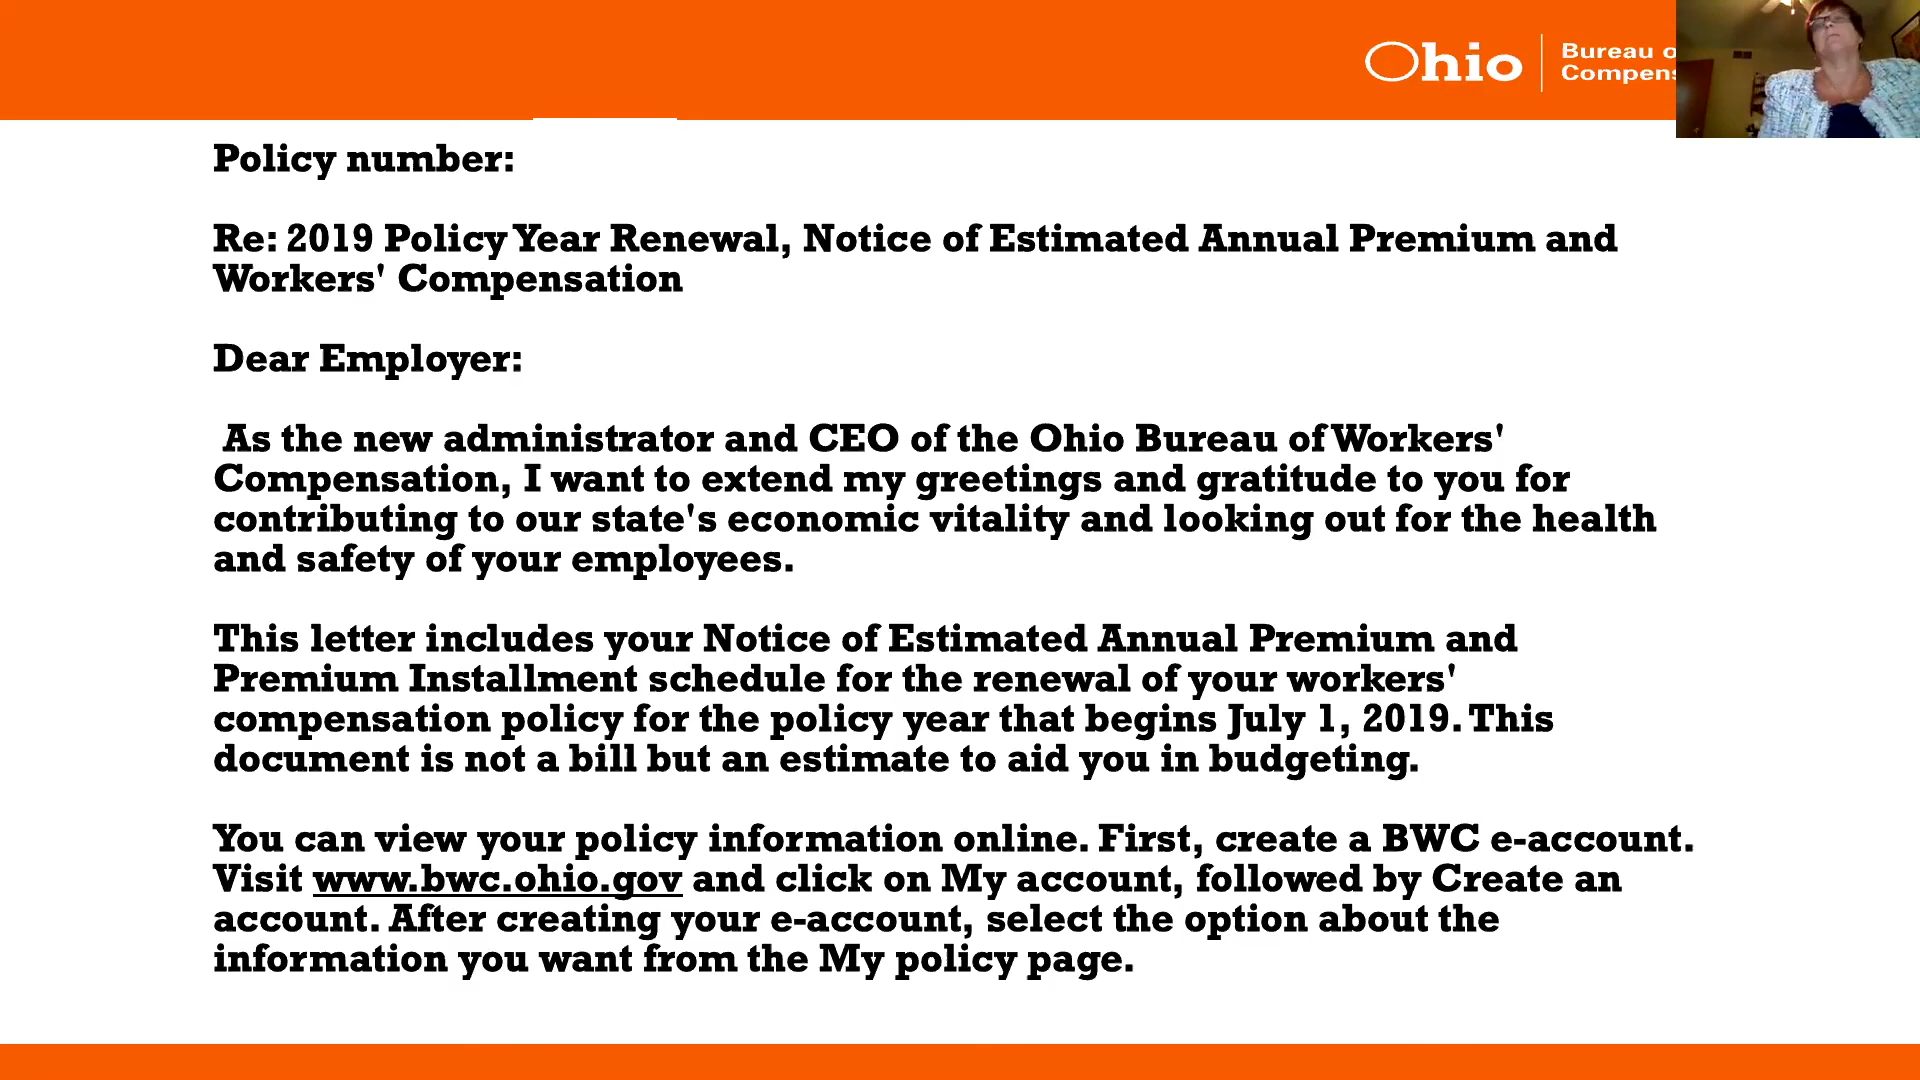 Ohio
Bureau o
Compens
Policy number:
Re: 2019 Policy Year Renewal, Notice of Estimated Annual Premium and
Workers' Compensation
Dear Employer:
As the new administrator and CEO of the Ohio Bureau of Workers'
Compensation, I want to extend my greetings and gratitude to you for
contributing to our state's economic vitality and looking out for the health
and safety of your employees.
This letter includes your Notice of Estimated Annual Premium and
Premium Installment schedule for the renewal of your workers'
compensation policy for the policy year that begins July 1, 2019. This
document is not a bill but an estimate to aid you in budgeting.
You can view your policy information online. First, create a BWC e-account.
Visit www.bwc.ohio.gov and click on My account, followed by Create an
account. After creating your e-account, select the option about the
information you want from the My policy page.